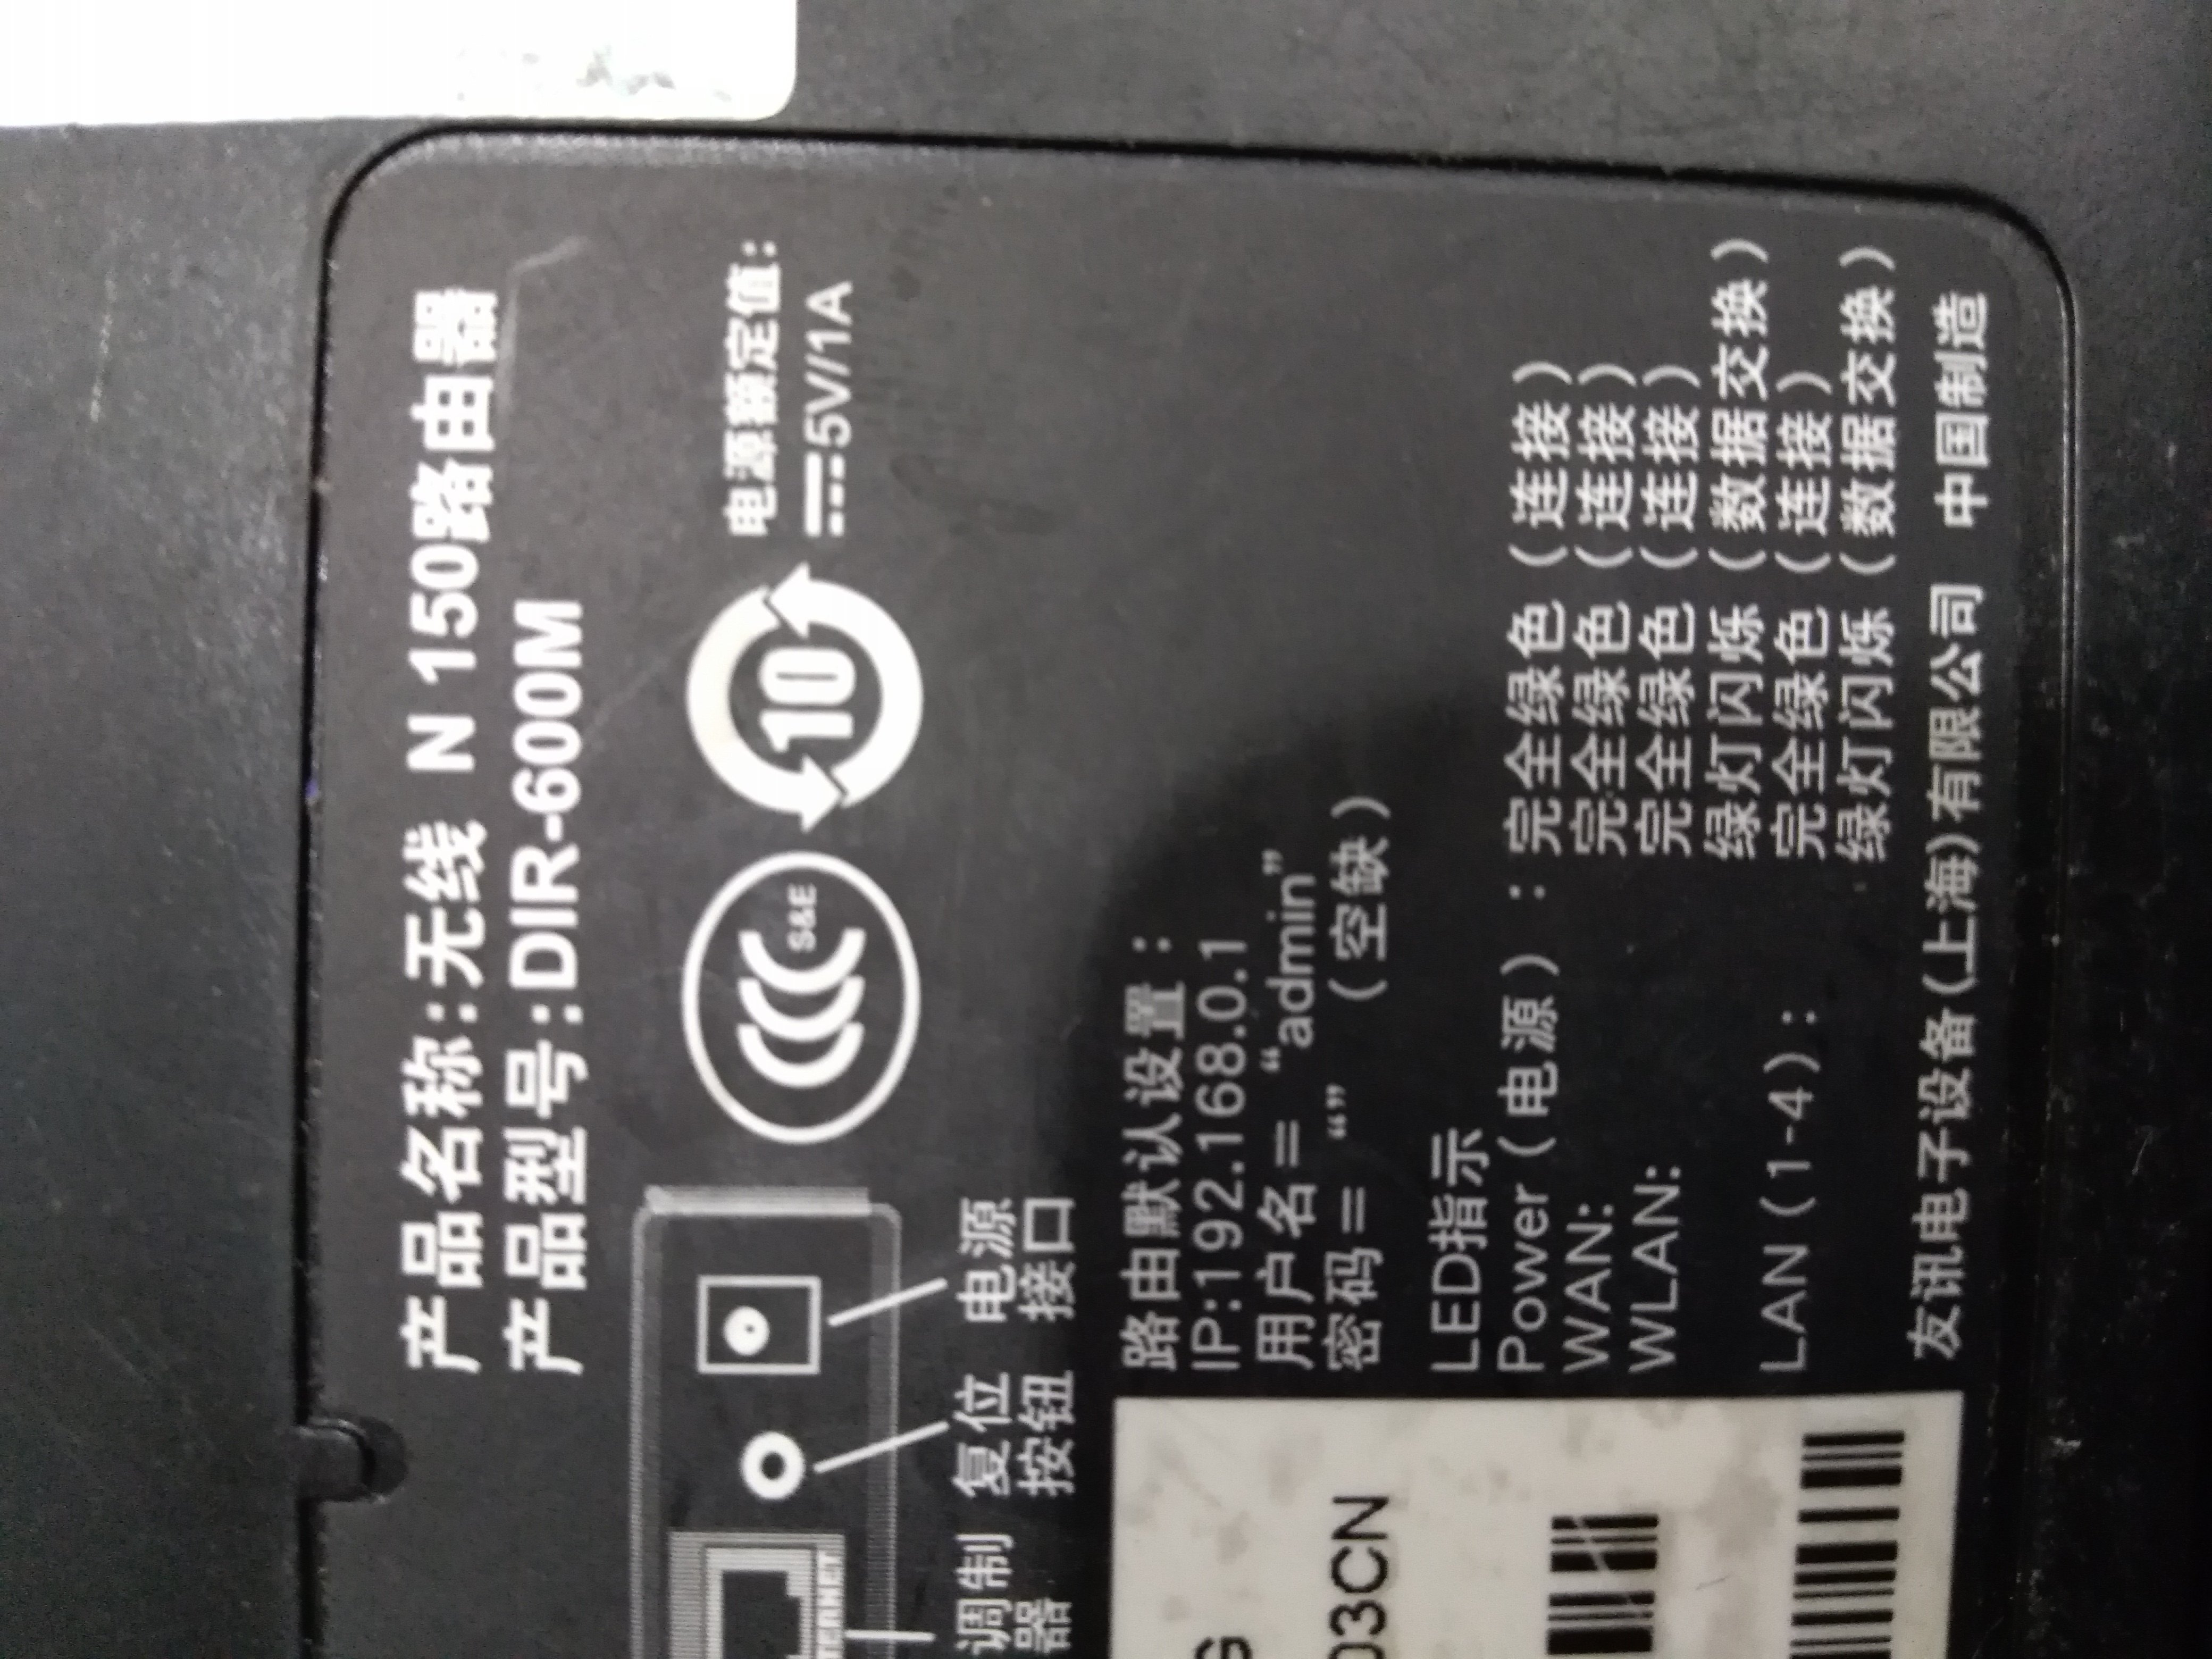 产品名称:无线 N 150路由器
产品型号:DIR-600M
S&E
10
电源额定值:
5V/1A
电源
接口
复位
按钮
调制
器
路由默认设置:
IP:192.168.0.1
用户名＝ “admin”
密码＝ “” （空缺）
LED指示
Power（电源）: 完全绿色（连接）
WAN: 完全绿色（连接）
WLAN: 完全绿色（连接）
绿灯闪烁（数据交换）
LAN（1-4）: 完全绿色（连接）
绿灯闪烁（数据交换）
友讯电子设备(上海)有限公司 中国制造
03CN